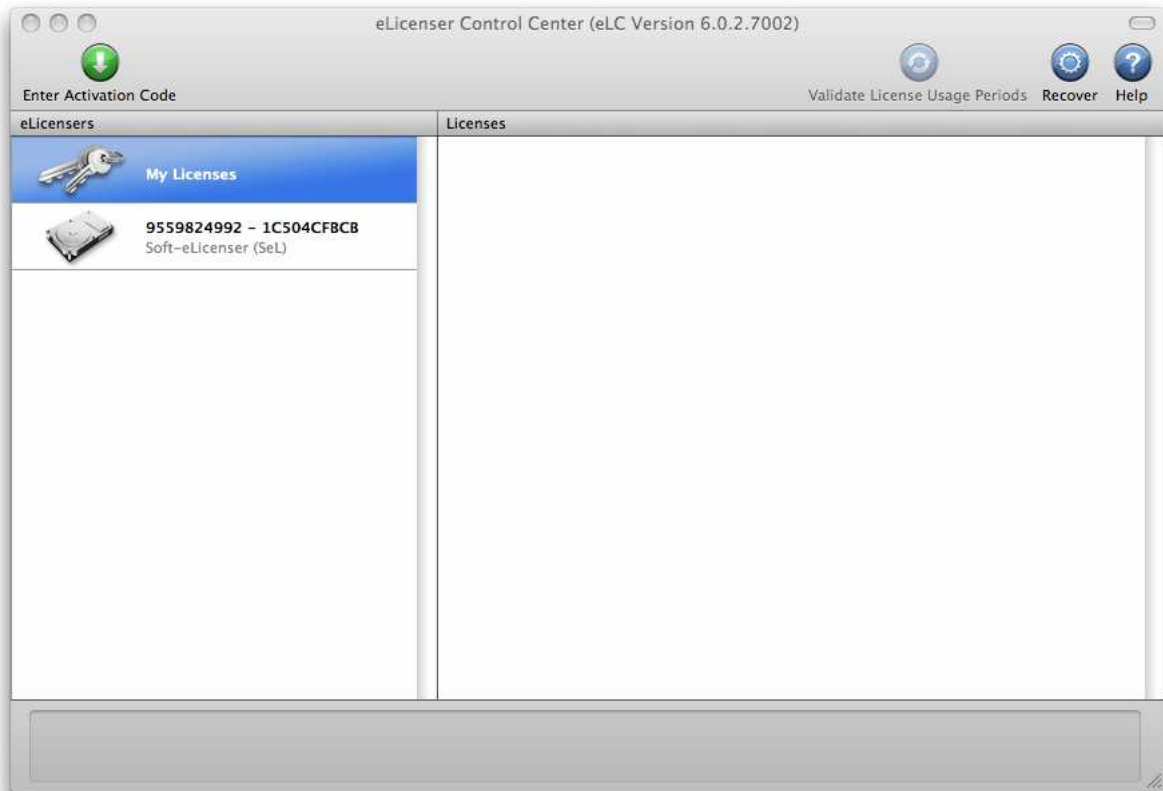 eLicenser Control Center (eLC Version 6.0.2.7002)
Enter Activation Code
Validate License Usage Periods
Recover
Help
eLicensers
Licenses
My Licenses
9559824992 - 1C504CFBCB
Soft-eLicenser (SeL)